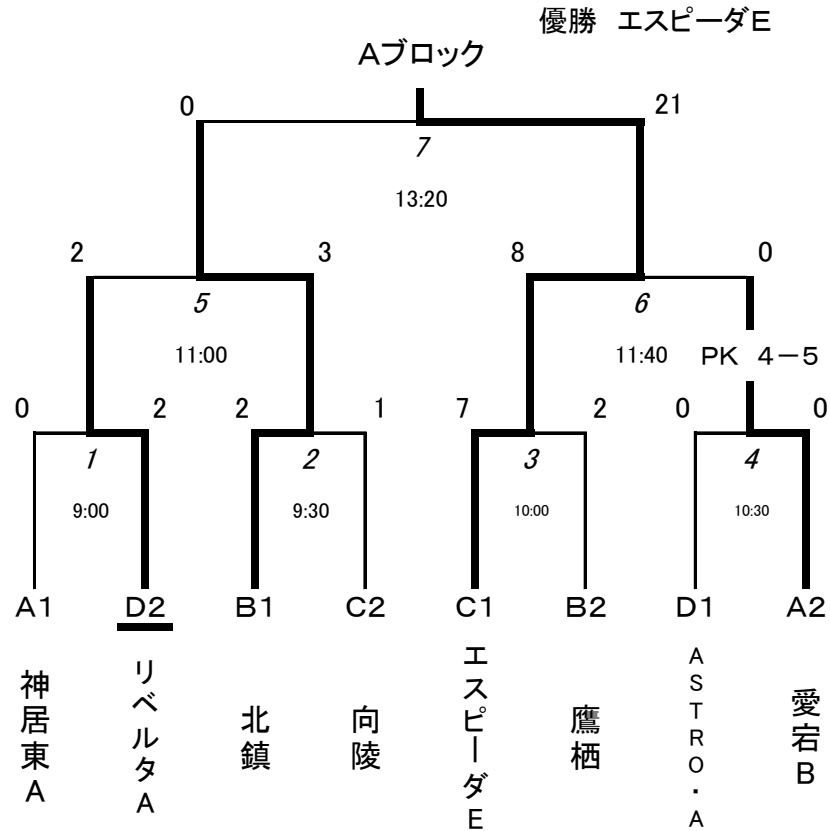 優勝 エスピーダE
Aブロック
0 21
7
13:20
2 3 8 0
5 6
11:00 11:40 PK 4－5
0 2 2 1 7 2 0 0
1 2 3 4
9:00 9:30 10:00 10:30
A1 D2 B1 C2 C1 B2 D1 A2
神居東A
リベルタA
北鎮
向陵
エスピーダE
鷹栖
ASTRO・A
愛宕B